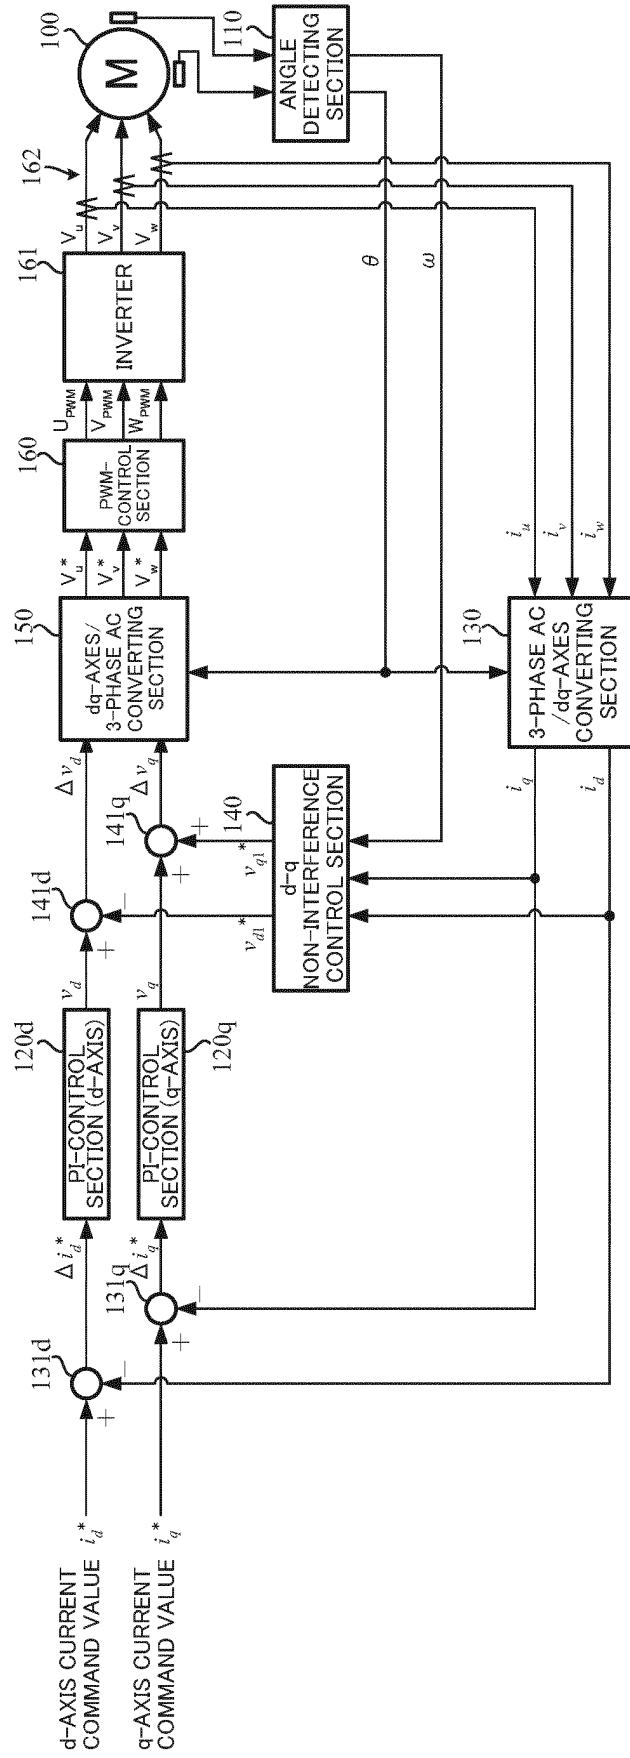 d-AXIS CURRENT
COMMAND VALUE i_d*
q-AXIS CURRENT
COMMAND VALUE i_q*
131d
+
−
Δi_d*
131q
+
−
Δi_q*
120d
PI-CONTROL
SECTION (d-AXIS)
v_d
120q
PI-CONTROL
SECTION (q-AXIS)
v_q
141d
+
−
Δv_d
141q
+
+
Δv_q
v_d1*
v_q1*
140
d-q
NON-INTERFERENCE
CONTROL SECTION
150
dq-AXES/
3-PHASE AC
CONVERTING
SECTION
V_u*
V_v*
V_w*
160
PWM-
CONTROL
SECTION
U_PWM
V_PWM
W_PWM
161
INVERTER
V_u
V_v
V_w
162
100
M
110
ANGLE
DETECTING
SECTION
θ
ω
i_u
i_v
i_w
130
3-PHASE AC
/dq-AXES
CONVERTING
SECTION
i_q
i_d